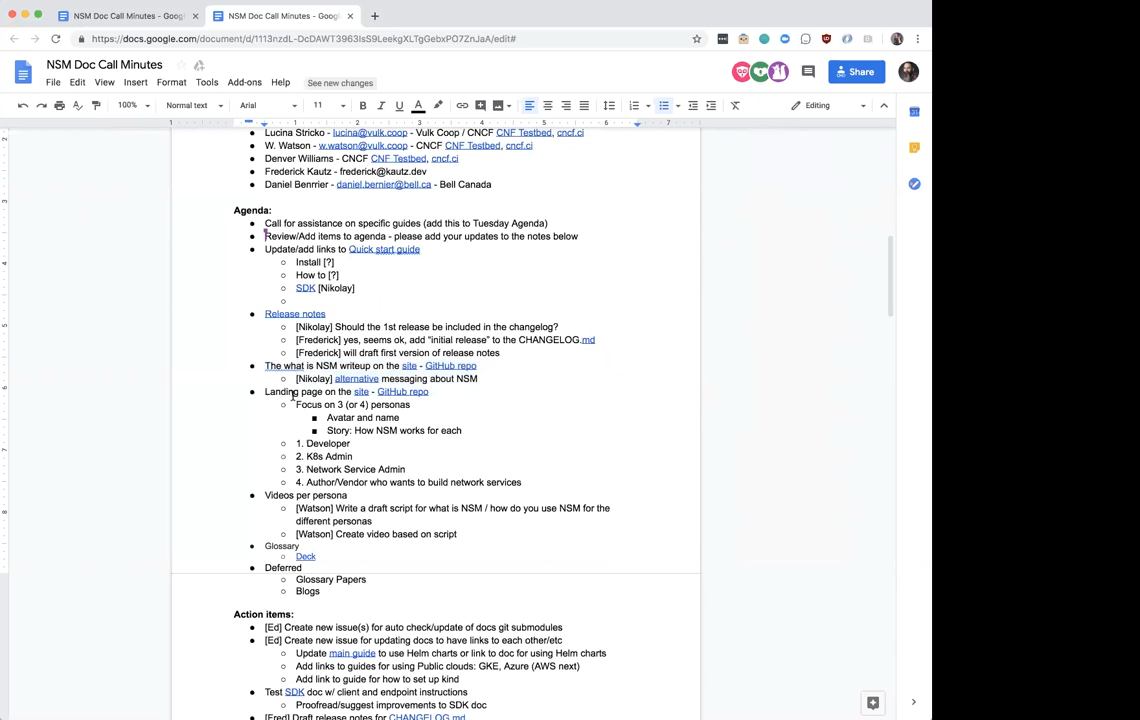 NSM Doc Call Minutes - Goog
NSM Doc Call Minutes - Goog
https://docs.google.com/document/d/1113nzdL-DcDAWT3963IsS9LeekgXLTgGebxPO7ZnJaA/edit#
NSM Doc Call Minutes
File Edit View Insert Format Tools Add-ons Help See new changes
Share
100% Normal text Arial 11 Editing
Lucina Stricko - lucina@vulk.coop - Vulk Coop / CNCF CNF Testbed, cncf.ci
W. Watson - w.watson@vulk.coop - CNCF CNF Testbed, cncf.ci
Denver Williams - CNCF CNF Testbed, cncf.ci
Frederick Kautz - frederick@kautz.dev
Daniel Benrrier - daniel.bernier@bell.ca - Bell Canada
Agenda:
Call for assistance on specific guides (add this to Tuesday Agenda)
Review/Add items to agenda - please add your updates to the notes below
Update/add links to Quick start guide
Install [?]
How to [?]
SDK [Nikolay]
Release notes
[Nikolay] Should the 1st release be included in the changelog?
[Frederick] yes, seems ok, add “initial release” to the CHANGELOG.md
[Frederick] will draft first version of release notes
The what is NSM writeup on the site - GitHub repo
[Nikolay] alternative messaging about NSM
Landing page on the site - GitHub repo
Focus on 3 (or 4) personas
Avatar and name
Story: How NSM works for each
1. Developer
2. K8s Admin
3. Network Service Admin
4. Author/Vendor who wants to build network services
Videos per persona
[Watson] Write a draft script for what is NSM / how do you use NSM for the
different personas
[Watson] Create video based on script
Glossary
Deck
Deferred
Glossary Papers
Blogs
Action items:
[Ed] Create new issue(s) for auto check/update of docs git submodules
[Ed] Create new issue for updating docs to have links to each other/etc
Update main guide to use Helm charts or link to doc for using Helm charts
Add links to guides for using Public clouds: GKE, Azure (AWS next)
Add link to guide for how to set up kind
Test SDK doc w/ client and endpoint instructions
Proofread/suggest improvements to SDK doc
[Fred] Draft release notes for CHANGELOG.md